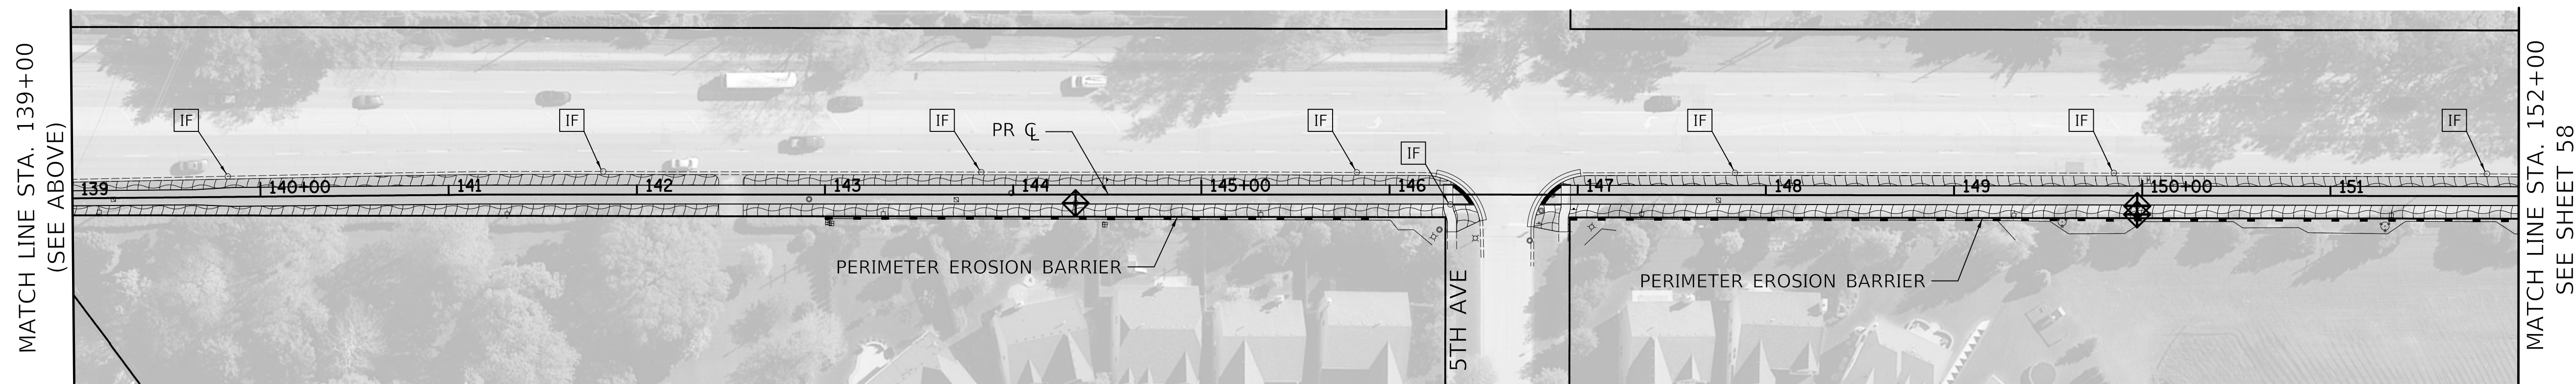 MATCH LINE STA. 139+00
(SEE ABOVE)
IF
IF
IF
PR CL
IF
IF
IF
IF
IF
139
140+00
141
142
143
144
145+00
146
147
148
149
150+00
151
PERIMETER EROSION BARRIER
PERIMETER EROSION BARRIER
5TH AVE
MATCH LINE STA. 152+00
SEE SHEET 58